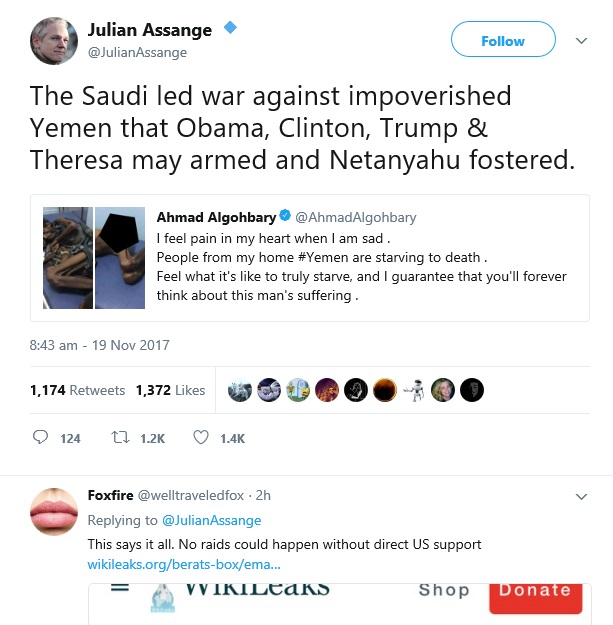 Julian Assange
@JulianAssange
Follow
The Saudi led war against impoverished
Yemen that Obama, Clinton, Trump &
Theresa may armed and Netanyahu fostered.
Ahmad Algohbary @AhmadAlgohbary
I feel pain in my heart when I am sad .
People from my home #Yemen are starving to death .
Feel what it's like to truly starve, and I guarantee that you'll forever
think about this man's suffering .
8:43 am - 19 Nov 2017
1,174 Retweets 1,372 Likes
124 1.2K 1.4K
Foxfire @welltraveledfox · 2h
Replying to @JulianAssange
This says it all. No raids could happen without direct US support
wikileaks.org/berats-box/ema...
WikiLeaks Shop Donate